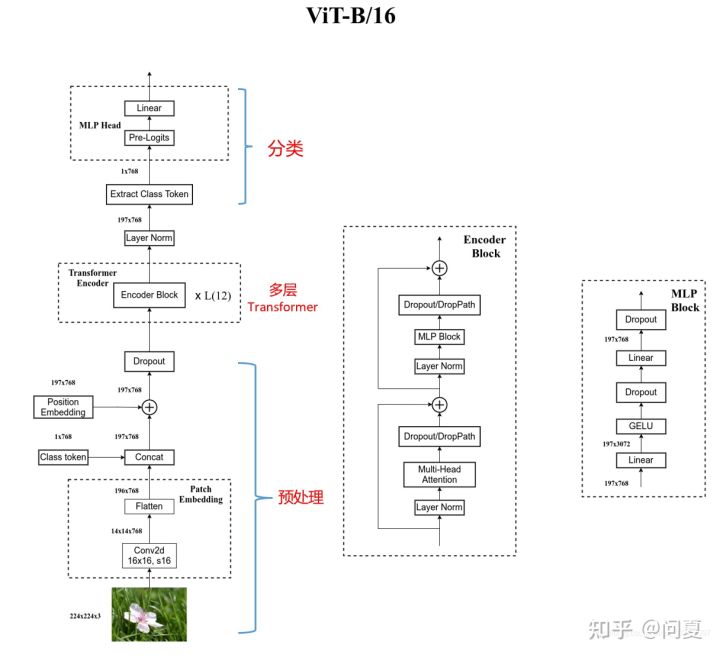 ViT-B/16
Linear
MLP Head
Pre-Logits
1x768
Extract Class Token
197x768
Layer Norm
分类
Transformer
Encoder
Encoder Block
x L(12)
多层
Transformer
Dropout
197x768
197x768
Position
Embedding
1x768
197x768
Class token
Concat
196x768
Patch
Embedding
Flatten
14x14x768
Conv2d
16x16, s16
224x224x3
预处理
Encoder
Block
Dropout/DropPath
MLP Block
Layer Norm
Dropout/DropPath
Multi-Head
Attention
Layer Norm
MLP
Block
Dropout
197x768
Linear
Dropout
GELU
197x3072
Linear
197x768
知乎 @问夏